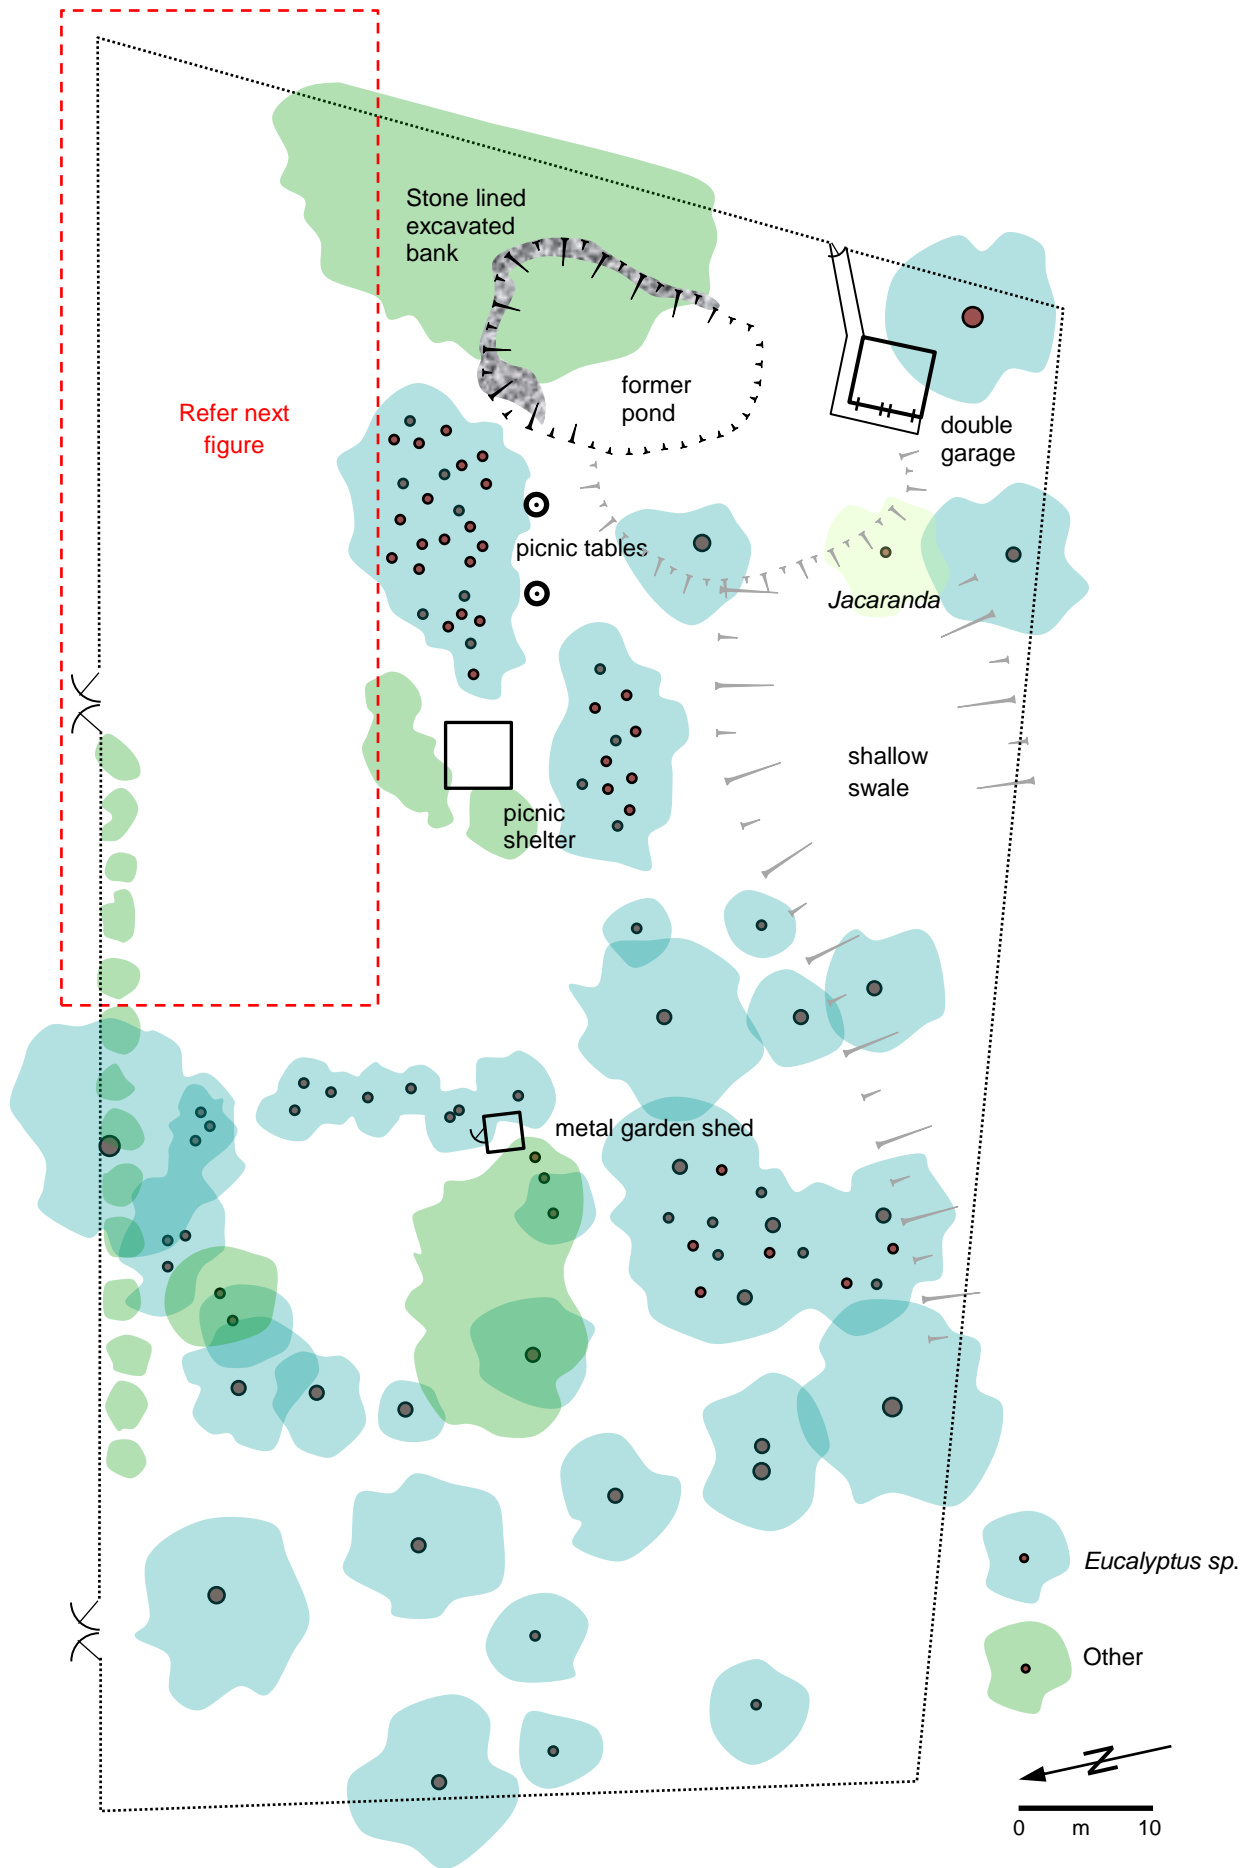 Stone lined
excavated
bank
Refer next
figure
former
pond
double
garage
picnic tables
Jacaranda
shallow
swale
picnic
shelter
metal garden shed
Eucalyptus sp.
Other
N
0 m 10